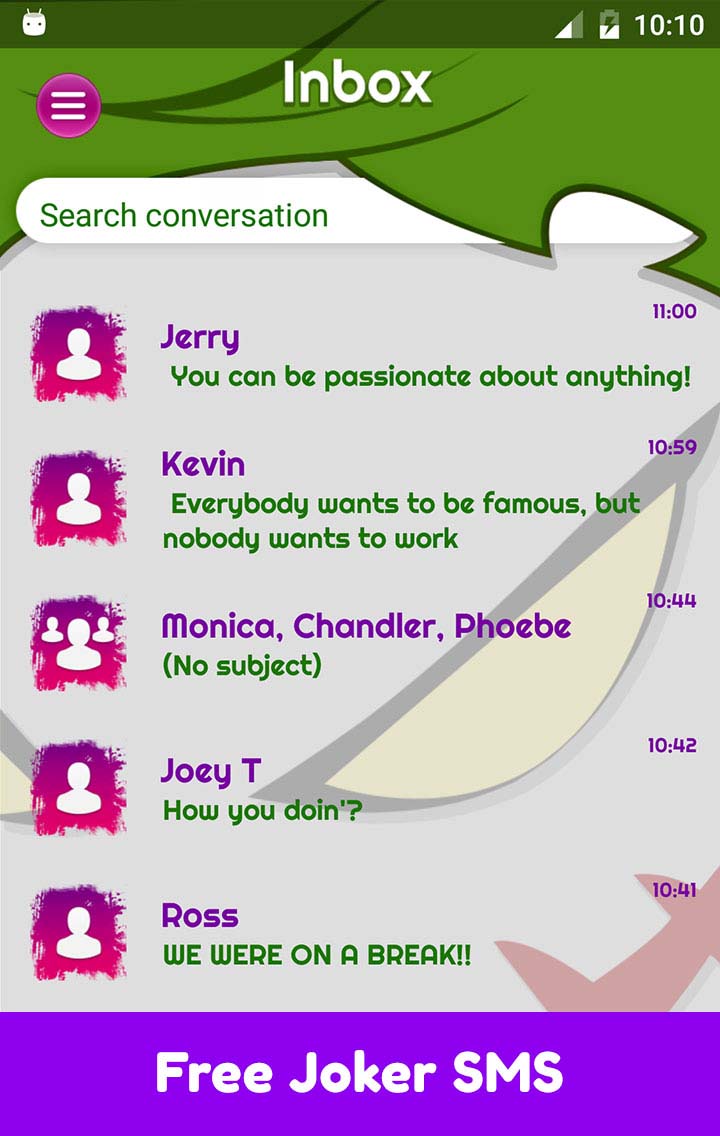 10:10
Inbox
Search conversation
11:00
Jerry
You can be passionate about anything!
10:59
Kevin
Everybody wants to be famous, but
nobody wants to work
10:44
Monica, Chandler, Phoebe
(No subject)
10:42
Joey T
How you doin'?
10:41
Ross
WE WERE ON A BREAK!!
Free Joker SMS